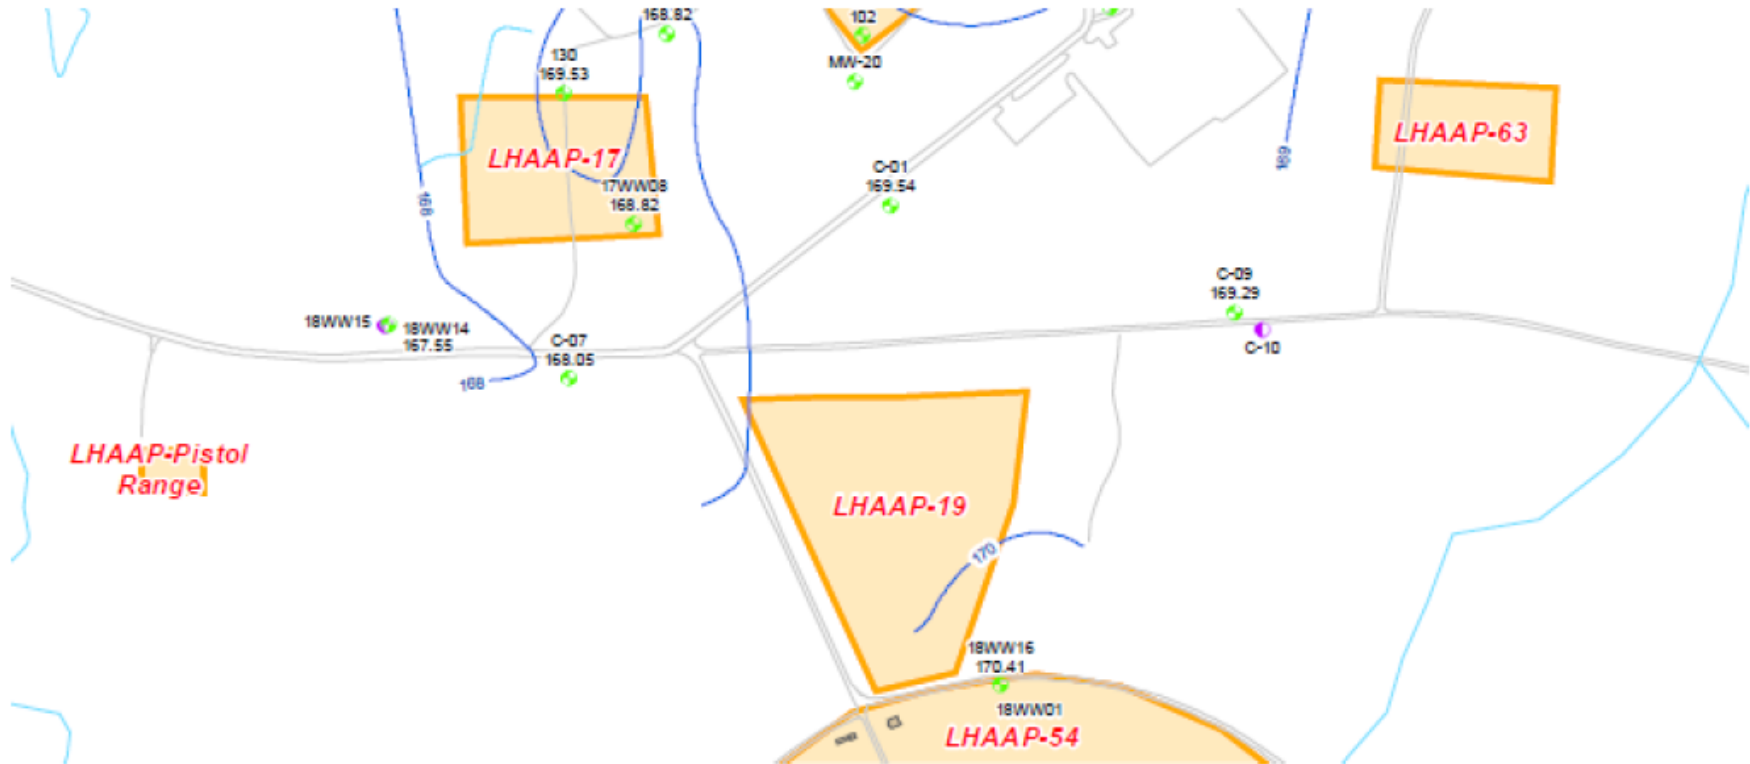 168.82
102
130
169.53
MW-20
LHAAP-63
LHAAP-17
C-01
169.54
169
17WW08
168.82
168
C-09
169.29
18WW15
18WW14
167.55
C-07
168.05
C-10
168
LHAAP-Pistol
Range
LHAAP-19
170
18WW16
170.41
18WW01
LHAAP-54